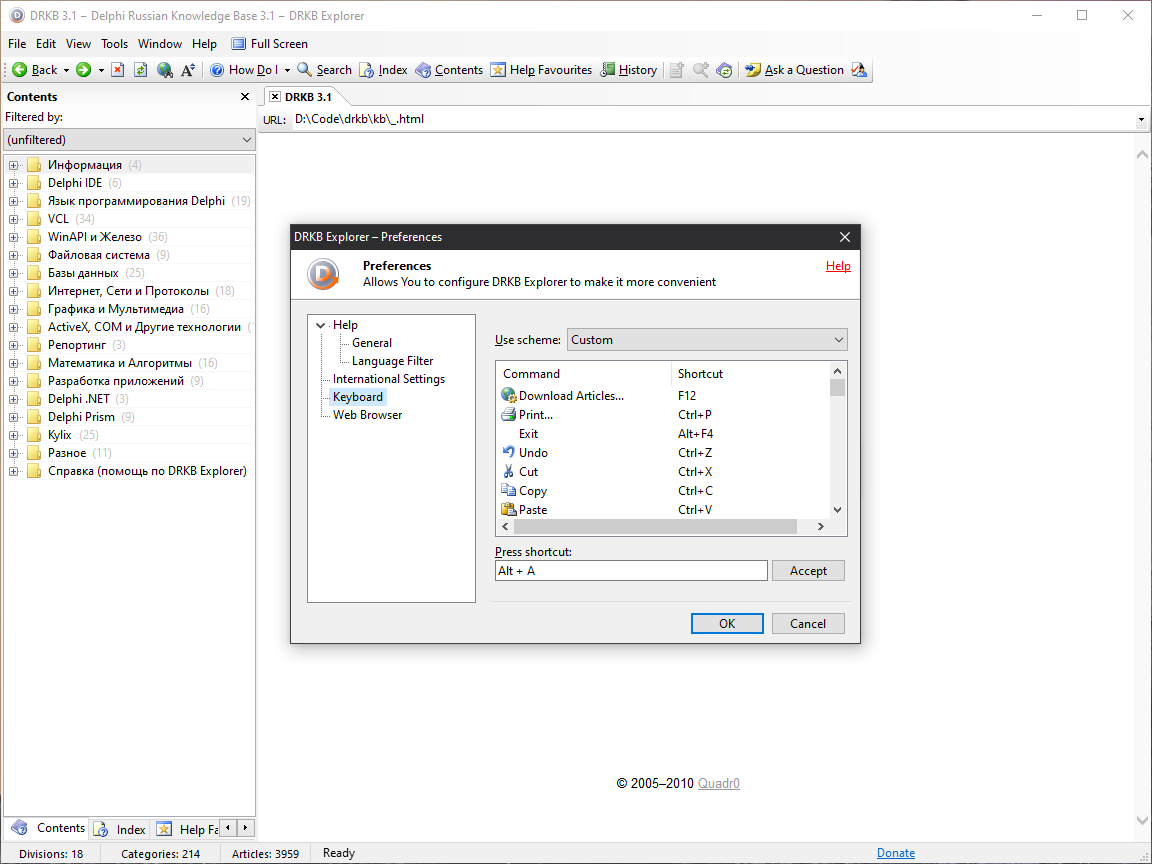 DRKB 3.1 – Delphi Russian Knowledge Base 3.1 – DRKB Explorer
File Edit View Tools Window Help Full Screen
Back How Do I Search Index Contents Help Favourites History Ask a Question
Contents
Filtered by:
(unfiltered)
Информация (4)
Delphi IDE (6)
Язык программирования Delphi (19)
VCL (34)
WinAPI и Железо (36)
Файловая система (9)
Базы данных (25)
Интернет, Сети и Протоколы (18)
Графика и Мультимедиа (16)
ActiveX, COM и Другие технологии
Репортинг (3)
Математика и Алгоритмы (16)
Разработка приложений (9)
Delphi .NET (3)
Delphi Prism (9)
Kylix (25)
Разное (11)
Справка (помощь по DRKB Explorer)
Contents Index Help Fa
DRKB 3.1
URL: D:\Code\drkb\kb\_.html
DRKB Explorer – Preferences
Preferences
Allows You to configure DRKB Explorer to make it more convenient
Help
Help
General
Language Filter
International Settings
Keyboard
Web Browser
Use scheme: Custom
Command Shortcut
Download Articles... F12
Print... Ctrl+P
Exit Alt+F4
Undo Ctrl+Z
Cut Ctrl+X
Copy Ctrl+C
Paste Ctrl+V
Press shortcut:
Alt + A
Accept
OK Cancel
© 2005–2010 Quadr0
Divisions: 18 Categories: 214 Articles: 3959 Ready Donate